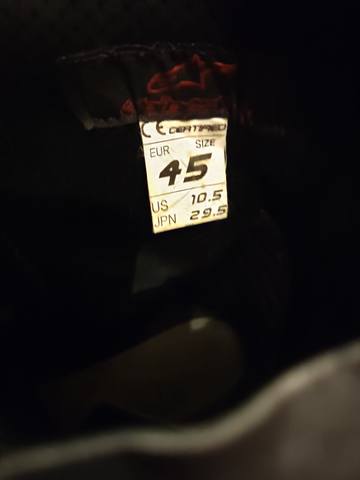 CE CERTIFIED
EUR SIZE
45
US 10.5
JPN 29.5